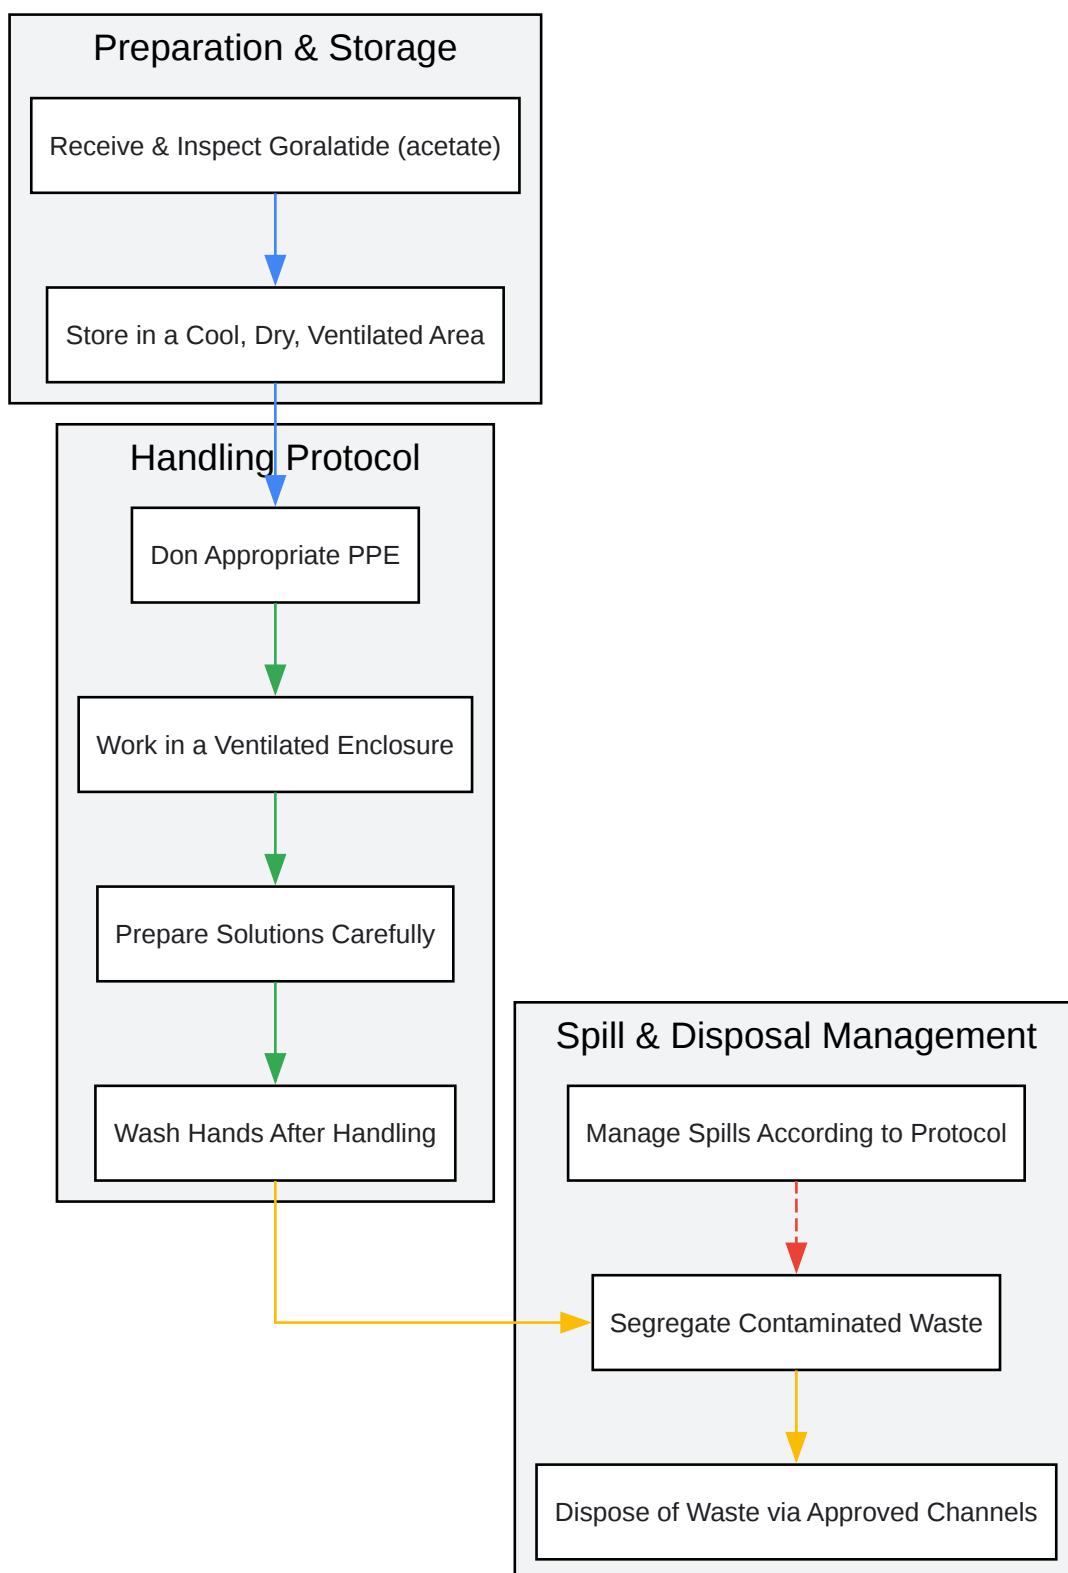 Preparation & Storage
Receive & Inspect Goralatide (acetate)
Store in a Cool, Dry, Ventilated Area
Handling Protocol
Don Appropriate PPE
Work in a Ventilated Enclosure
Prepare Solutions Carefully
Wash Hands After Handling
Spill & Disposal Management
Manage Spills According to Protocol
Segregate Contaminated Waste
Dispose of Waste via Approved Channels